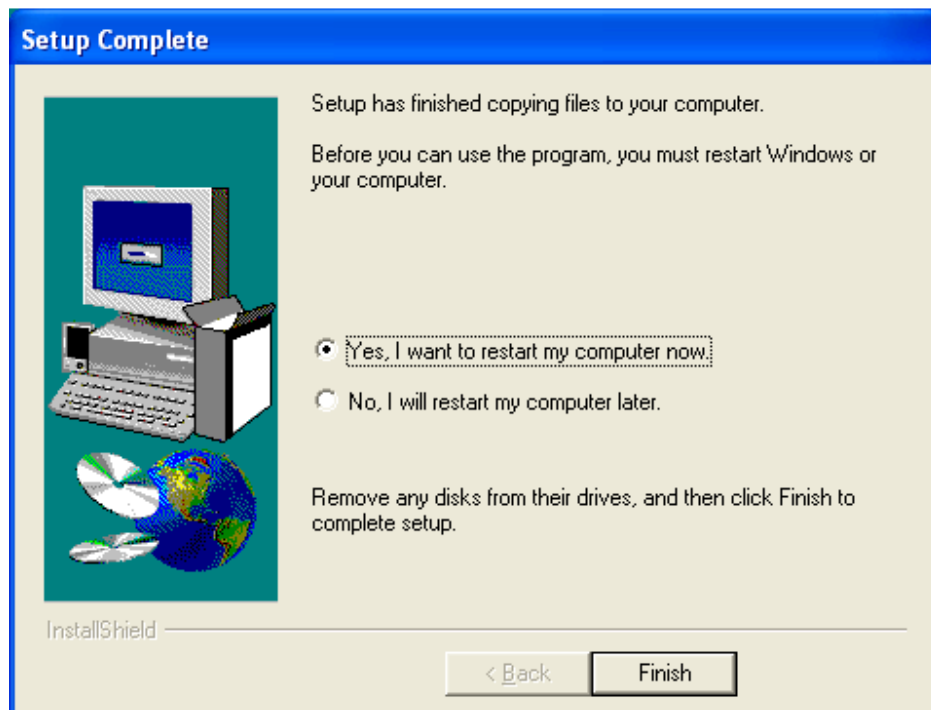 Setup Complete
Setup has finished copying files to your computer.
Before you can use the program, you must restart Windows or
your computer.
Yes, I want to restart my computer now.
No, I will restart my computer later.
Remove any disks from their drives, and then click Finish to
complete setup.
InstallShield
< Back
Finish